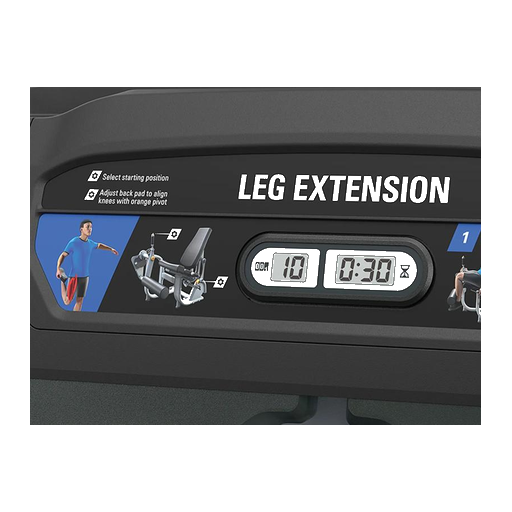 Select starting position
Adjust back pad to align
knees with orange pivot
LEG EXTENSION
1
10
0:30